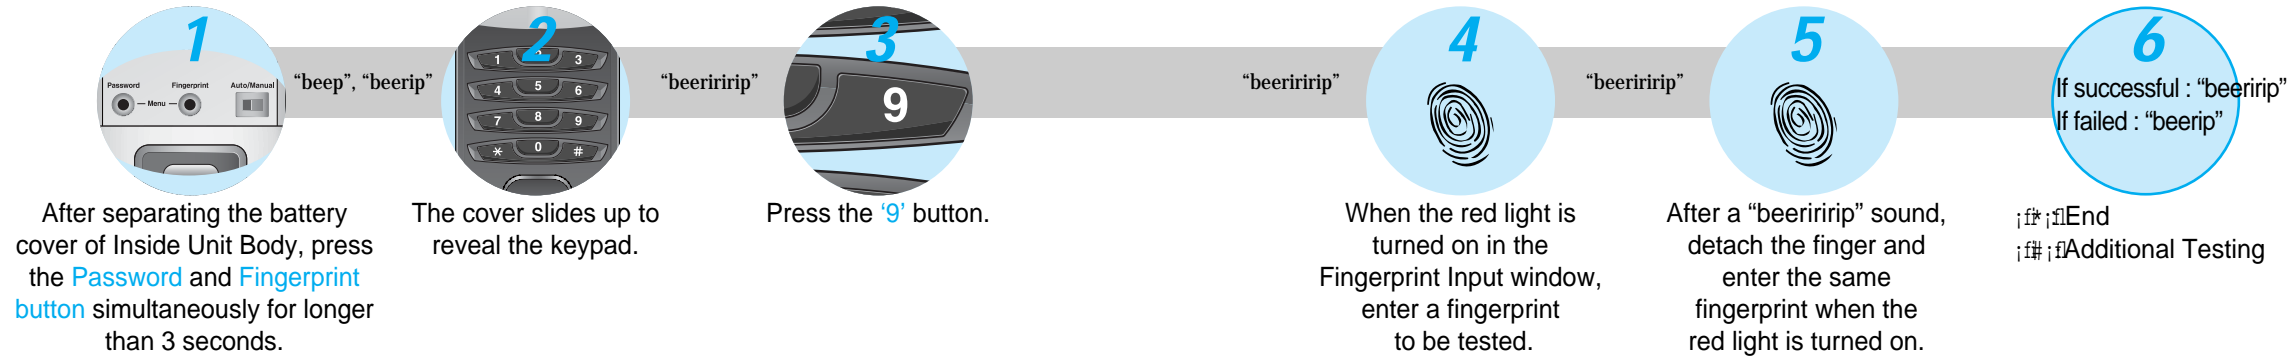 1
Password
Fingerprint
Auto/Manual
Menu
"beep", "beerip"
2
1 2 3
4 5 6
7 8 9
* 0 #
"beeriririp"
3
9
"beeriririp"
4
"beeriririp"
5
6
If successful : "beeririp"
If failed : "beerip"
After separating the battery
cover of Inside Unit Body, press
the Password and Fingerprint
button simultaneously for longer
than 3 seconds.
The cover slides up to
reveal the keypad.
Press the '9' button.
When the red light is
turned on in the
Fingerprint Input window,
enter a fingerprint
to be tested.
After a "beeriririp" sound,
detach the finger and
enter the same
fingerprint when the
red light is turned on.
End
Additional Testing